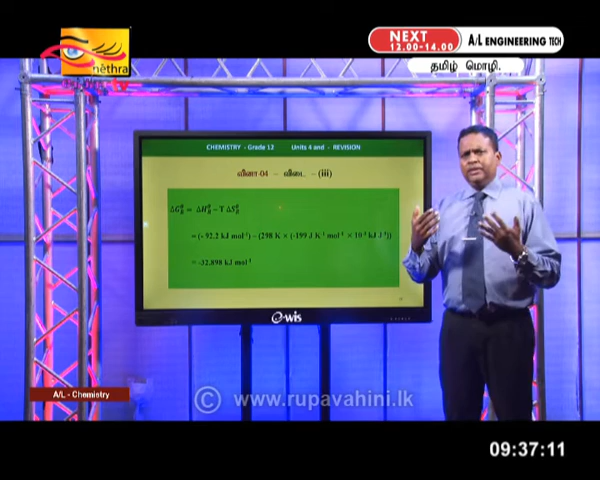 NEXT
12.00-14.00
A/L ENGINEERING TECH
தமிழ் மொழி.
nêthra
CHEMISTRY - Grade 12 Units 4 and - REVISION
வினா-04 – விடை – (iii)
ΔG°R = ΔH°R − T ΔS°R
= (- 92.2 kJ mol⁻¹) – (298 K × (-199 J K⁻¹ mol⁻¹ × 10⁻³ kJ J⁻¹))
= -32.898 kJ mol⁻¹
e-wis
A/L - Chemistry
© www.rupavahini.lk
09:37:11